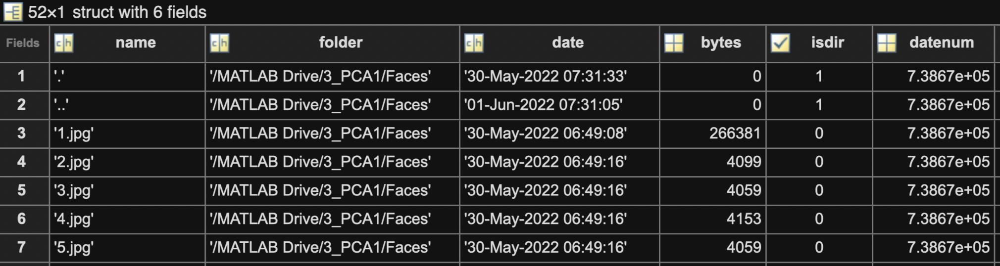 52×1 struct with 6 fields
Fields name folder date bytes isdir datenum
1 '.' '/MATLAB Drive/3_PCA1/Faces' '30-May-2022 07:31:33' 0 1 7.3867e+05
2 '..' '/MATLAB Drive/3_PCA1/Faces' '01-Jun-2022 07:31:05' 0 1 7.3867e+05
3 '1.jpg' '/MATLAB Drive/3_PCA1/Faces' '30-May-2022 06:49:08' 266381 0 7.3867e+05
4 '2.jpg' '/MATLAB Drive/3_PCA1/Faces' '30-May-2022 06:49:16' 4099 0 7.3867e+05
5 '3.jpg' '/MATLAB Drive/3_PCA1/Faces' '30-May-2022 06:49:16' 4059 0 7.3867e+05
6 '4.jpg' '/MATLAB Drive/3_PCA1/Faces' '30-May-2022 06:49:16' 4153 0 7.3867e+05
7 '5.jpg' '/MATLAB Drive/3_PCA1/Faces' '30-May-2022 06:49:16' 4059 0 7.3867e+05